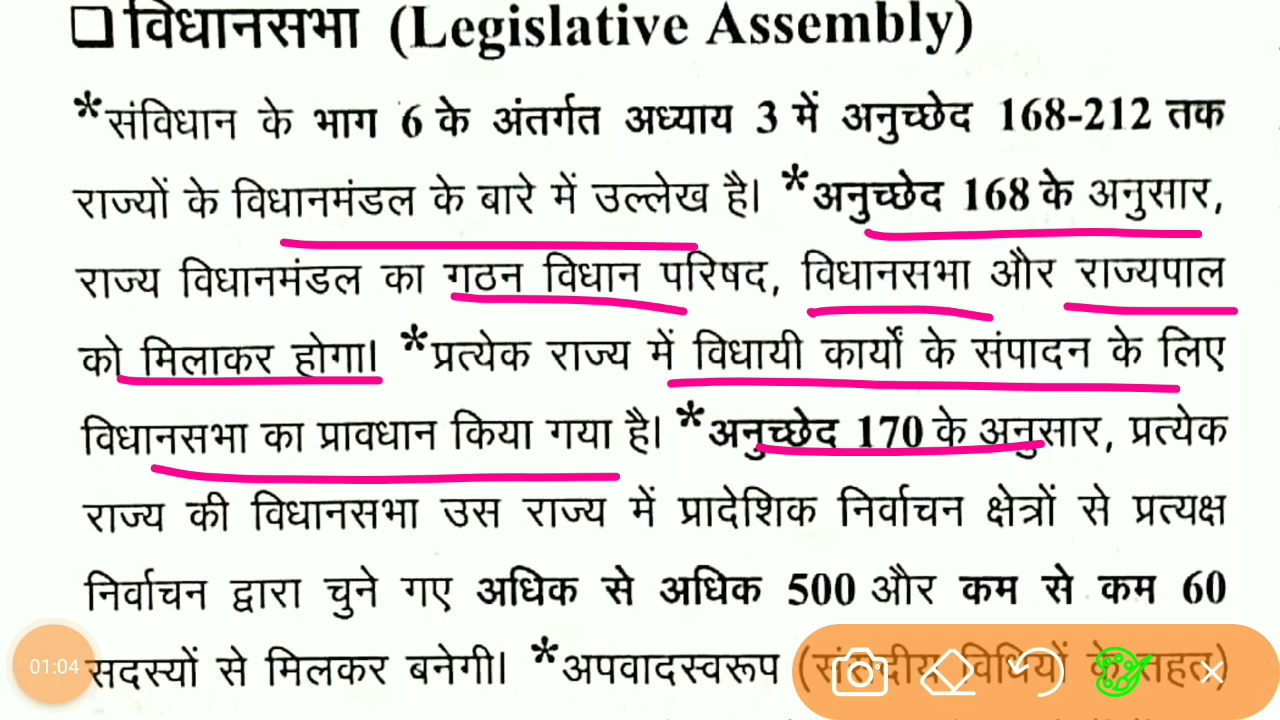 ❑ विधानसभा (Legislative Assembly)
*संविधान के भाग 6 के अंतर्गत अध्याय 3 में अनुच्छेद 168-212 तक
राज्यों के विधानमंडल के बारे में उल्लेख है। *अनुच्छेद 168 के अनुसार,
राज्य विधानमंडल का गठन विधान परिषद, विधानसभा और राज्यपाल
को मिलाकर होगा। *प्रत्येक राज्य में विधायी कार्यों के संपादन के लिए
विधानसभा का प्रावधान किया गया है। *अनुच्छेद 170 के अनुसार, प्रत्येक
राज्य की विधानसभा उस राज्य में प्रादेशिक निर्वाचन क्षेत्रों से प्रत्यक्ष
निर्वाचन द्वारा चुने गए अधिक से अधिक 500 और कम से कम 60
सदस्यों से मिलकर बनेगी। *अपवादस्वरूप (संसदीय विधियों के तहत)
01:04